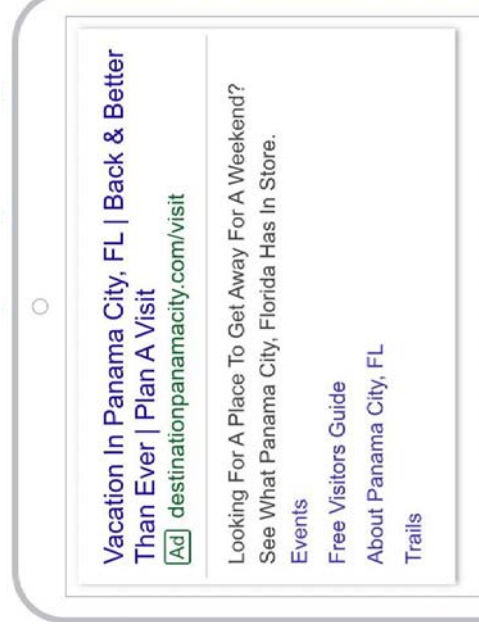 Vacation In Panama City, FL | Back & Better
Than Ever | Plan A Visit
Ad destinationpanamacity.com/visit
Looking For A Place To Get Away For A Weekend?
See What Panama City, Florida Has In Store.
Events
Free Visitors Guide
About Panama City, FL
Trails